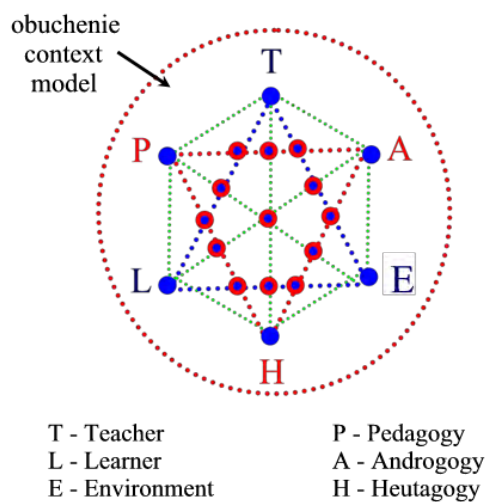 obuchenie
context
model
T
P
A
L
E
H
T - Teacher
L - Learner
E - Environment
P - Pedagogy
A - Androgogy
H - Heutagogy